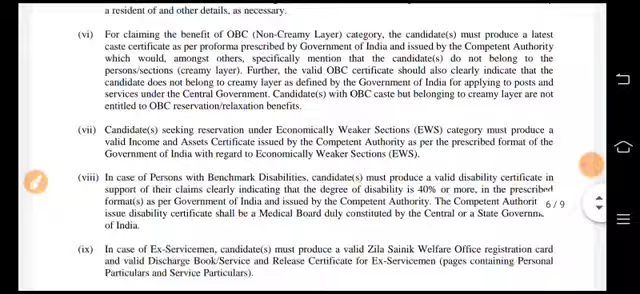 a resident of and other details, as necessary.
(vi) For claiming the benefit of OBC (Non-Creamy Layer) category, the candidate(s) must produce a latest
caste certificate as per proforma prescribed by Government of India and issued by the Competent Authority
which would, amongst others, specifically mention that the candidate(s) do not belong to the
persons/sections (creamy layer). Further, the valid OBC certificate should also clearly indicate that the
candidate does not belong to creamy layer as defined by the Government of India for applying to posts and
services under the Central Government. Candidate(s) with OBC caste but belonging to creamy layer are not
entitled to OBC reservation/relaxation benefits.
(vii) Candidate(s) seeking reservation under Economically Weaker Sections (EWS) category must produce a
valid Income and Assets Certificate issued by the Competent Authority as per the prescribed format of the
Government of India with regard to Economically Weaker Sections (EWS).
(viii) In case of Persons with Benchmark Disabilities, candidate(s) must produce a valid disability certificate in
support of their claims clearly indicating that the degree of disability is 40% or more, in the prescribed
format(s) as per Government of India and issued by the Competent Authority. The Competent Authorit 6/9
issue disability certificate shall be a Medical Board duly constituted by the Central or a State Governm
of India.
(ix) In case of Ex-Servicemen, candidate(s) must produce a valid Zila Sainik Welfare Office registration card
and valid Discharge Book/Service and Release Certificate for Ex-Servicemen (pages containing Personal
Particulars and Service Particulars).